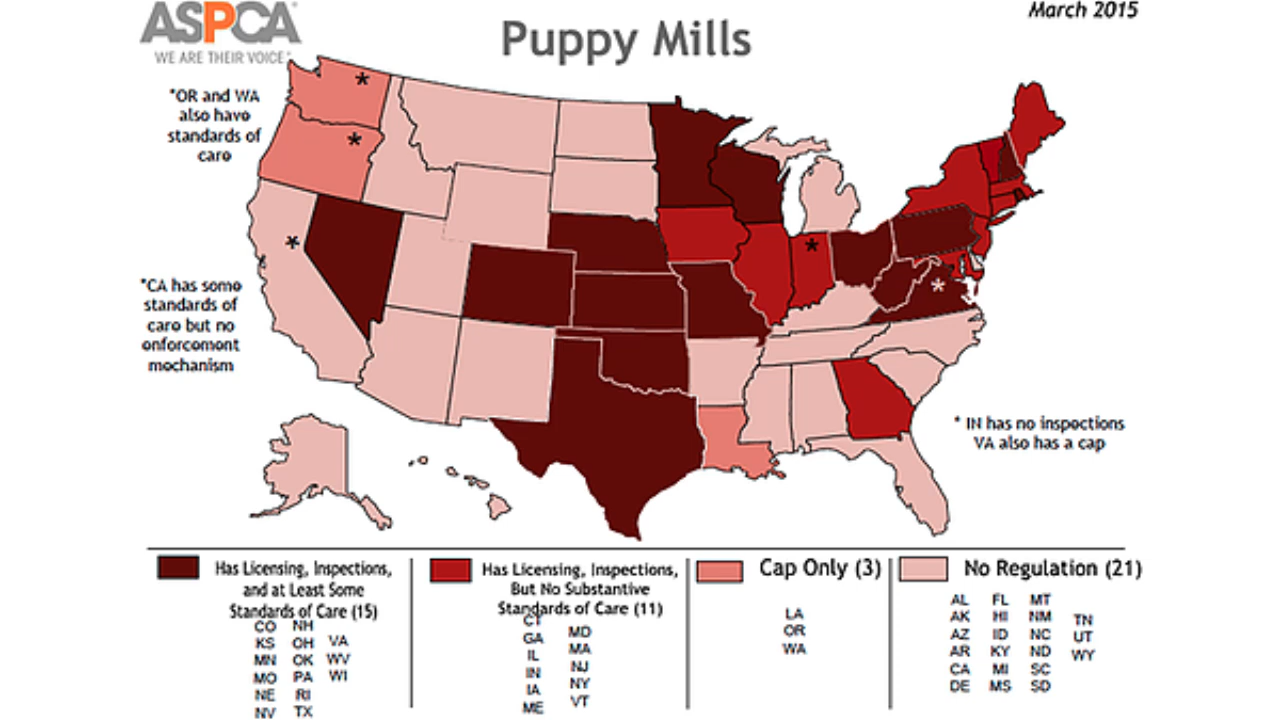 ASPCA
WE ARE THEIR VOICE
Puppy Mills
March 2015
*OR and WA
also have
standards of
care
*
*
*
*CA has some
standards of
care but no
enforcement
mechanism
*
*
* IN has no inspections
VA also has a cap
Has Licensing, Inspections,
and at Least Some
Standards of Care (15)
CO NH
KS OH VA
MN OK WV
MO PA WI
NE RI
NV TX
Has Licensing, Inspections,
But No Substantive
Standards of Care (11)
CT MD
GA MA
IL NJ
IN NY
IA VT
ME
Cap Only (3)
LA
OR
WA
No Regulation (21)
AL FL MT TN
AK HI NM UT
AZ ID NC WY
AR KY ND
CA MI SC
DE MS SD